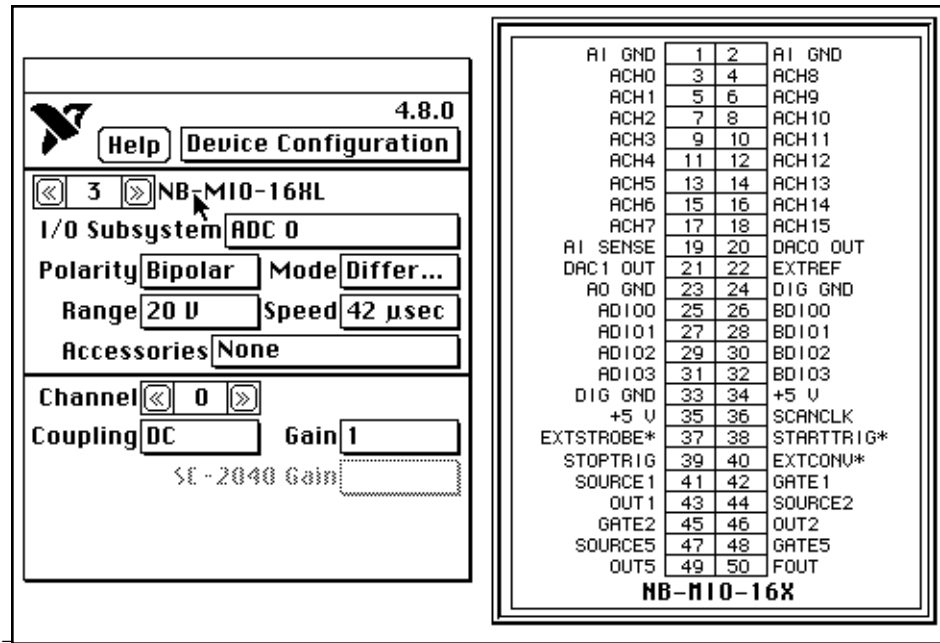 4.8.0
Help Device Configuration
« 3 » NB-MIO-16XL
I/O Subsystem ADC 0
Polarity Bipolar Mode Differ...
Range 20 V Speed 42 µsec
Accessories None
Channel « 0 »
Coupling DC Gain 1
SC-2040 Gain
AI GND 1 2 AI GND
ACH0 3 4 ACH8
ACH1 5 6 ACH9
ACH2 7 8 ACH10
ACH3 9 10 ACH11
ACH4 11 12 ACH12
ACH5 13 14 ACH13
ACH6 15 16 ACH14
ACH7 17 18 ACH15
AI SENSE 19 20 DAC0 OUT
DAC1 OUT 21 22 EXTREF
AO GND 23 24 DIG GND
ADIO0 25 26 BDIO0
ADIO1 27 28 BDIO1
ADIO2 29 30 BDIO2
ADIO3 31 32 BDIO3
DIG GND 33 34 +5 V
+5 V 35 36 SCANCLK
EXTSTROBE* 37 38 STARTTRIG*
STOPTRIG 39 40 EXTCONV*
SOURCE1 41 42 GATE1
OUT1 43 44 SOURCE2
GATE2 45 46 OUT2
SOURCE5 47 48 GATE5
OUT5 49 50 FOUT
NB-MIO-16X